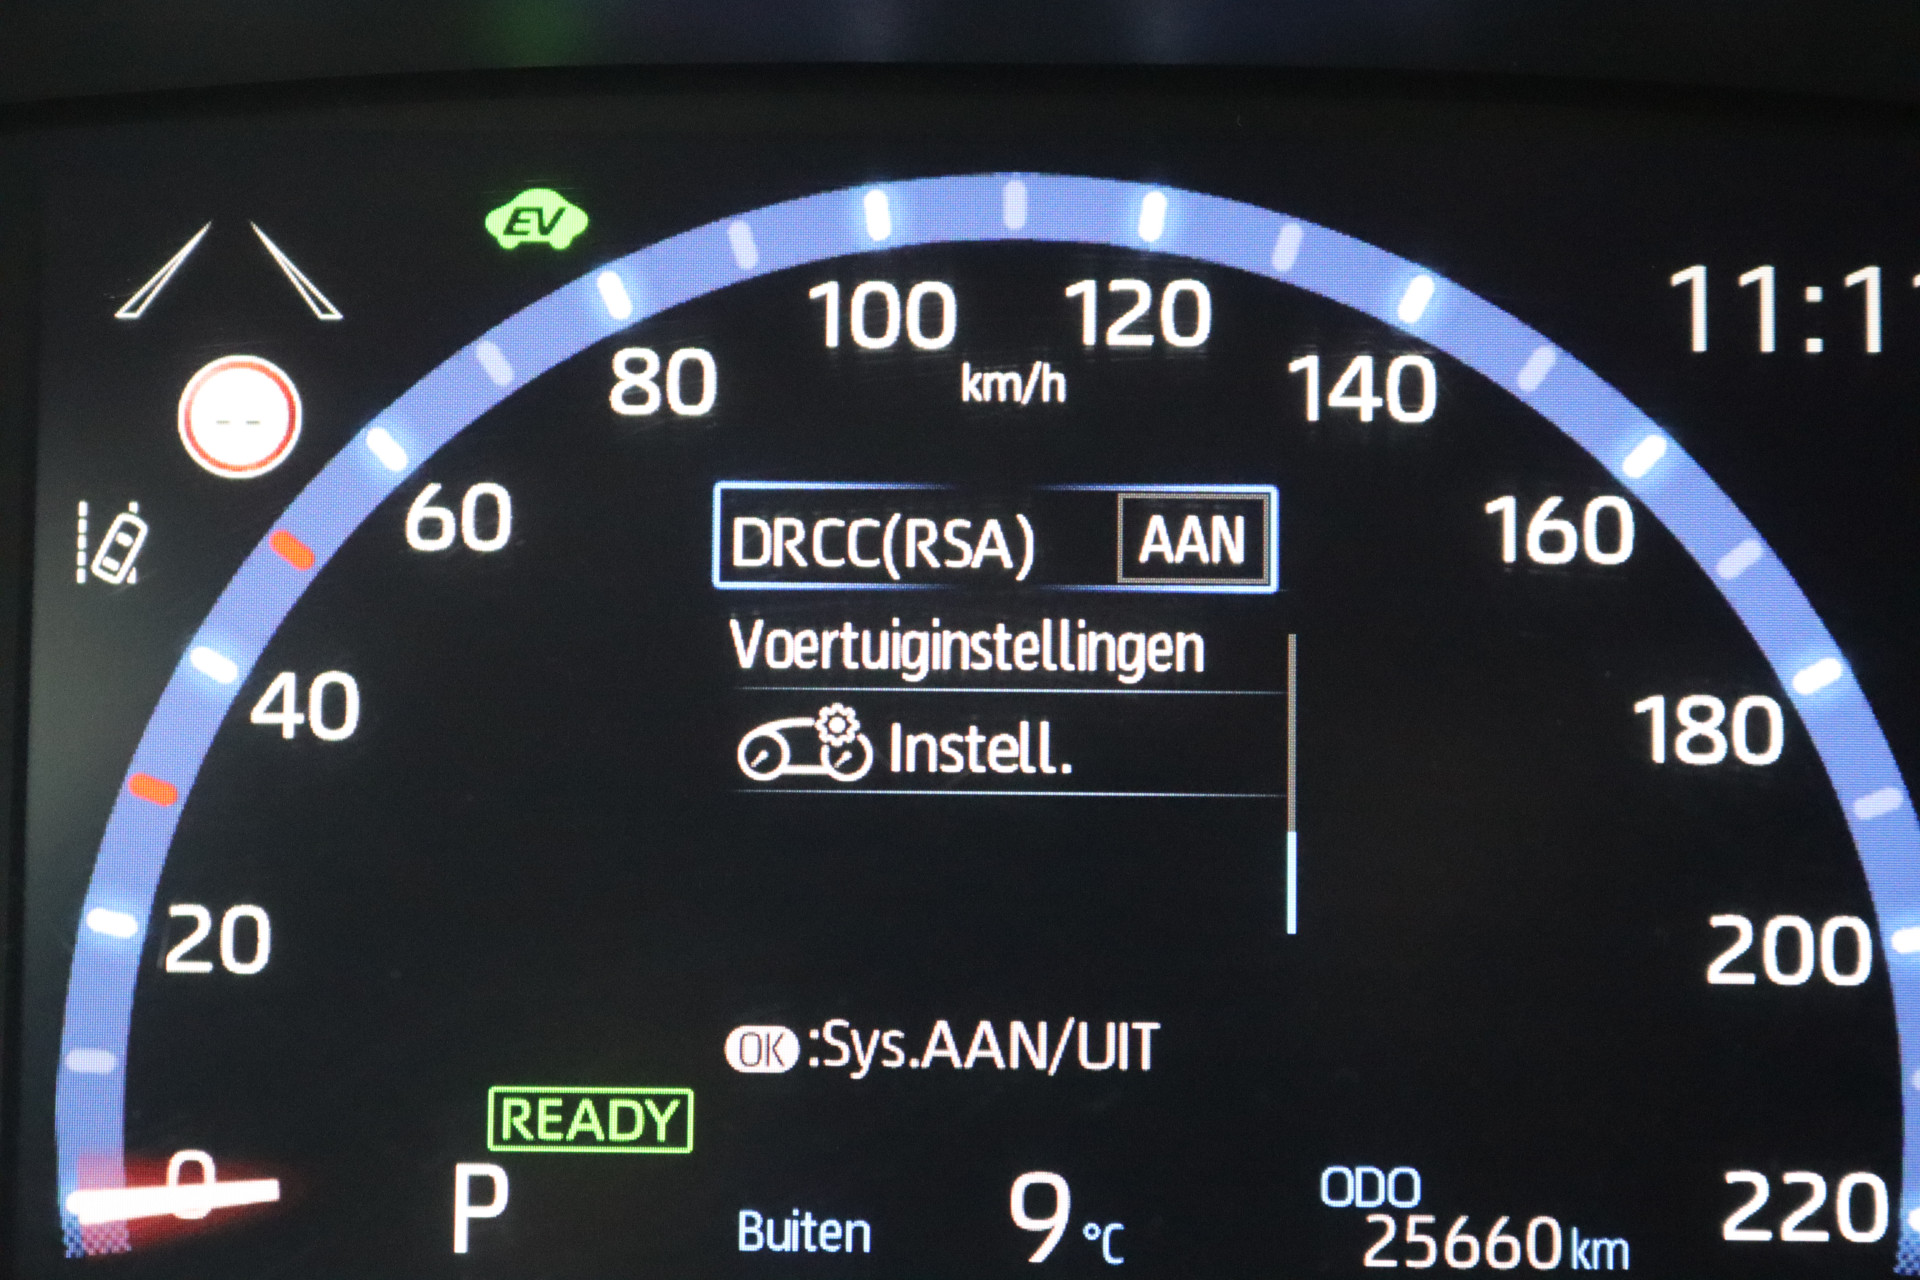 EV
11:1
100
120
80
km/h
140
60
160
--
DRCC(RSA) AAN
Voertuiginstellingen
40
180
Instell.
20
200
OK :Sys.AAN/UIT
READY
0
P
Buiten 9 °C
ODO
25660 km
220